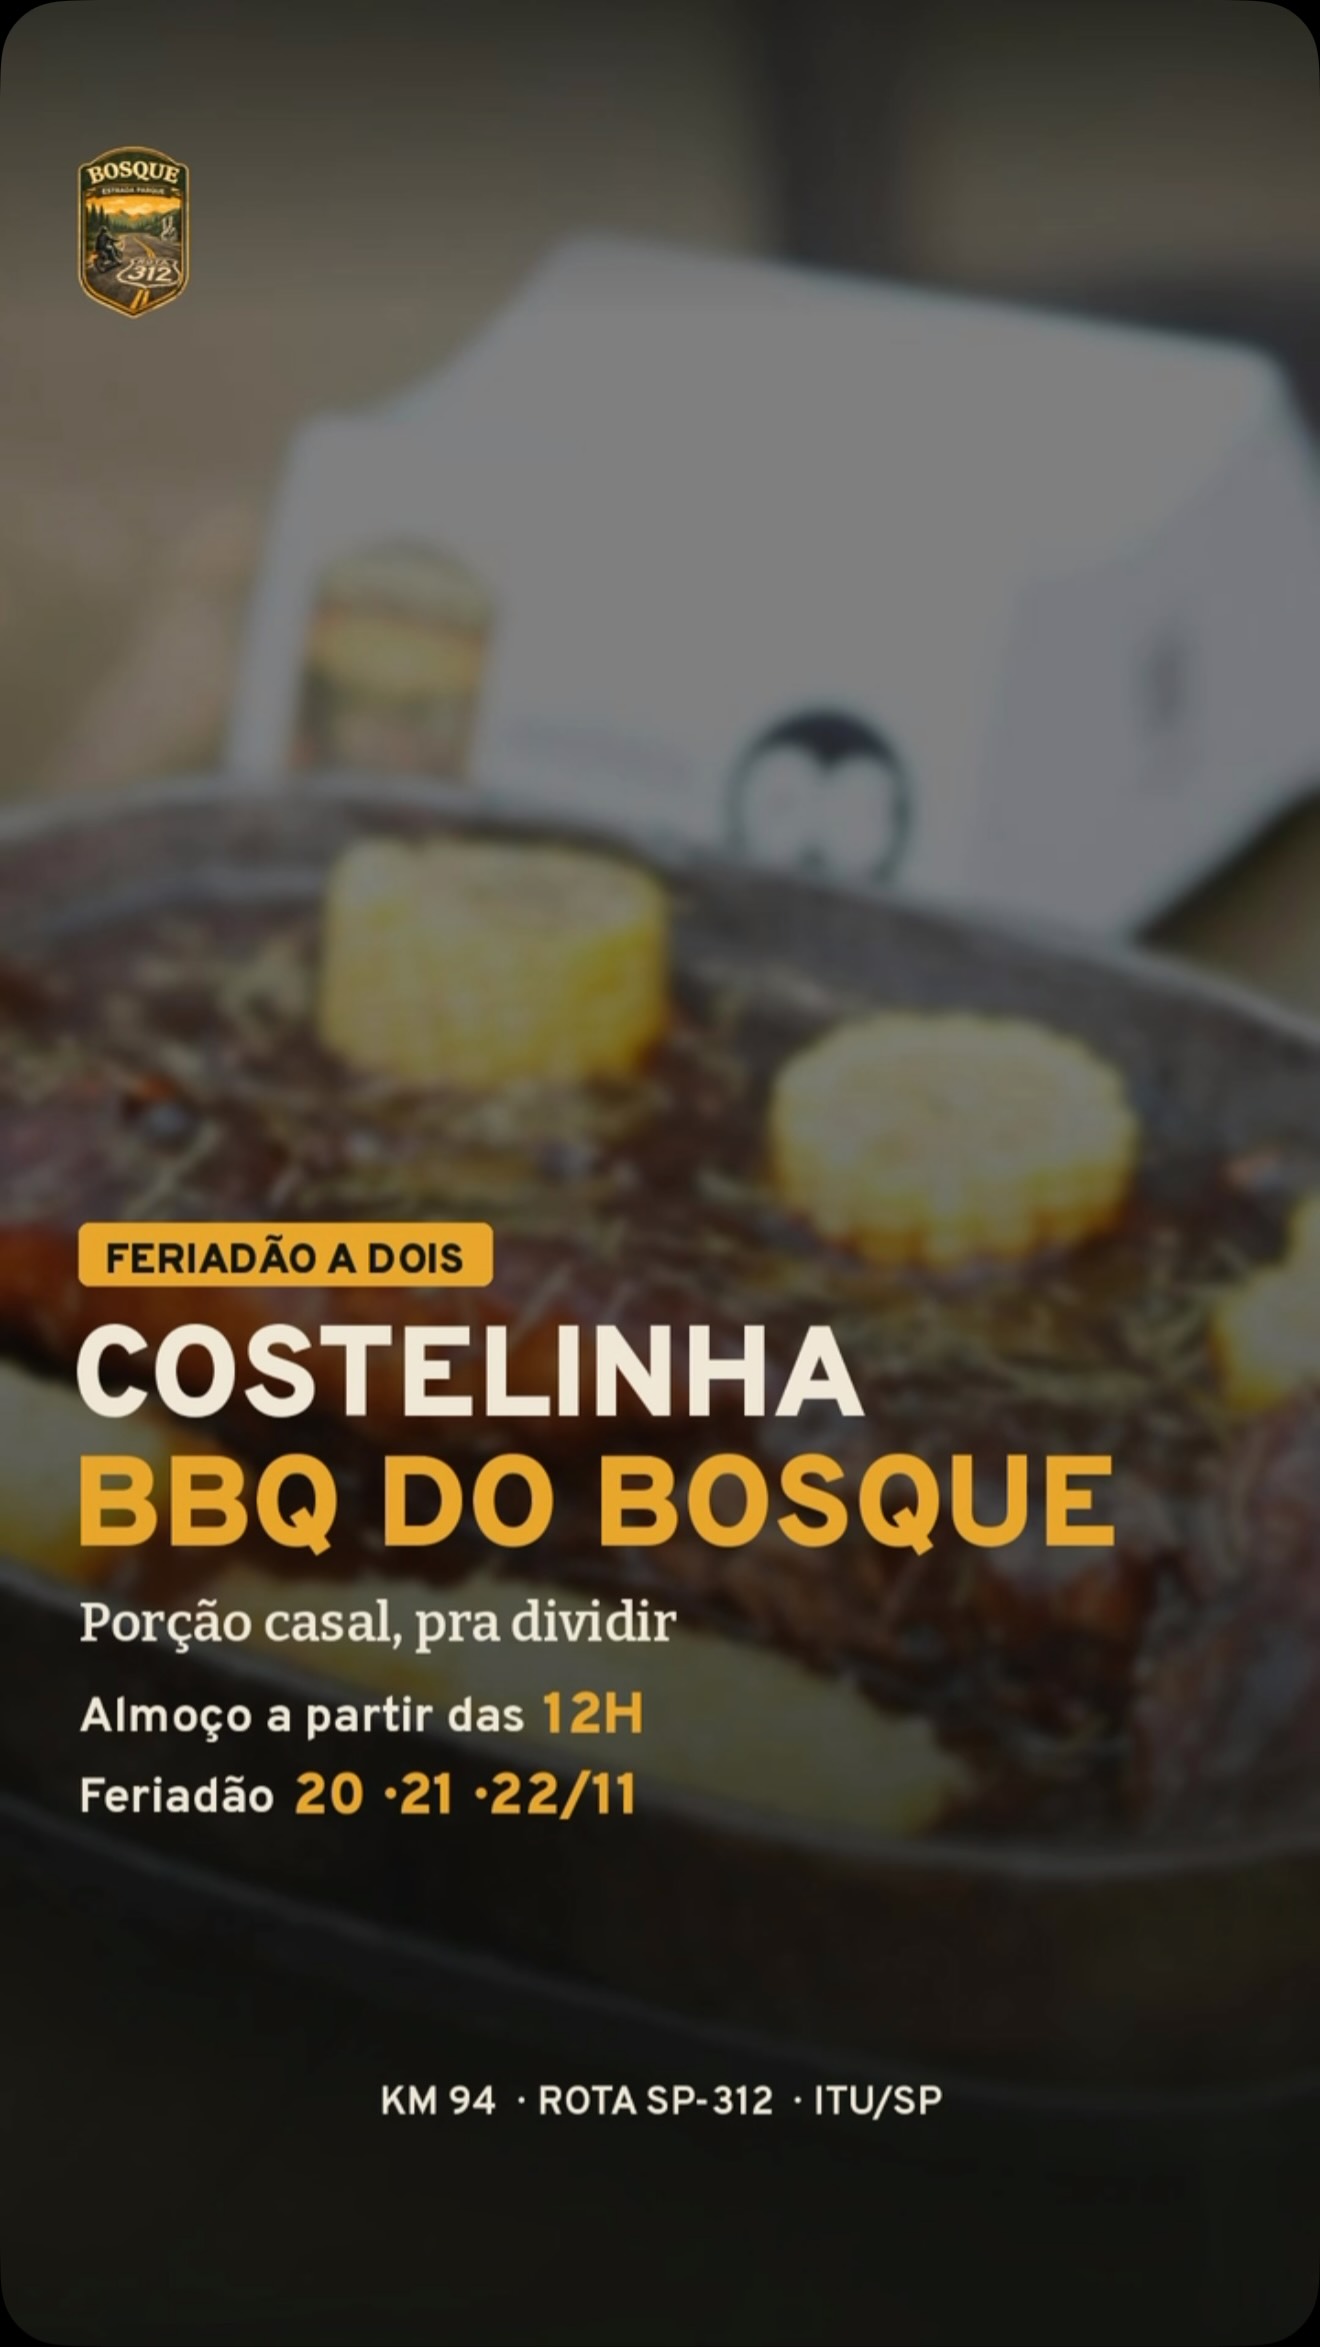 BOSQUE
ESTRADA PARQUE
ROTA
312
FERIADÃO A DOIS
COSTELINHA
BBQ DO BOSQUE
Porção casal, pra dividir
Almoço a partir das 12H
Feriadão 20 ·21 ·22/11
KM 94 · ROTA SP-312 · ITU/SP